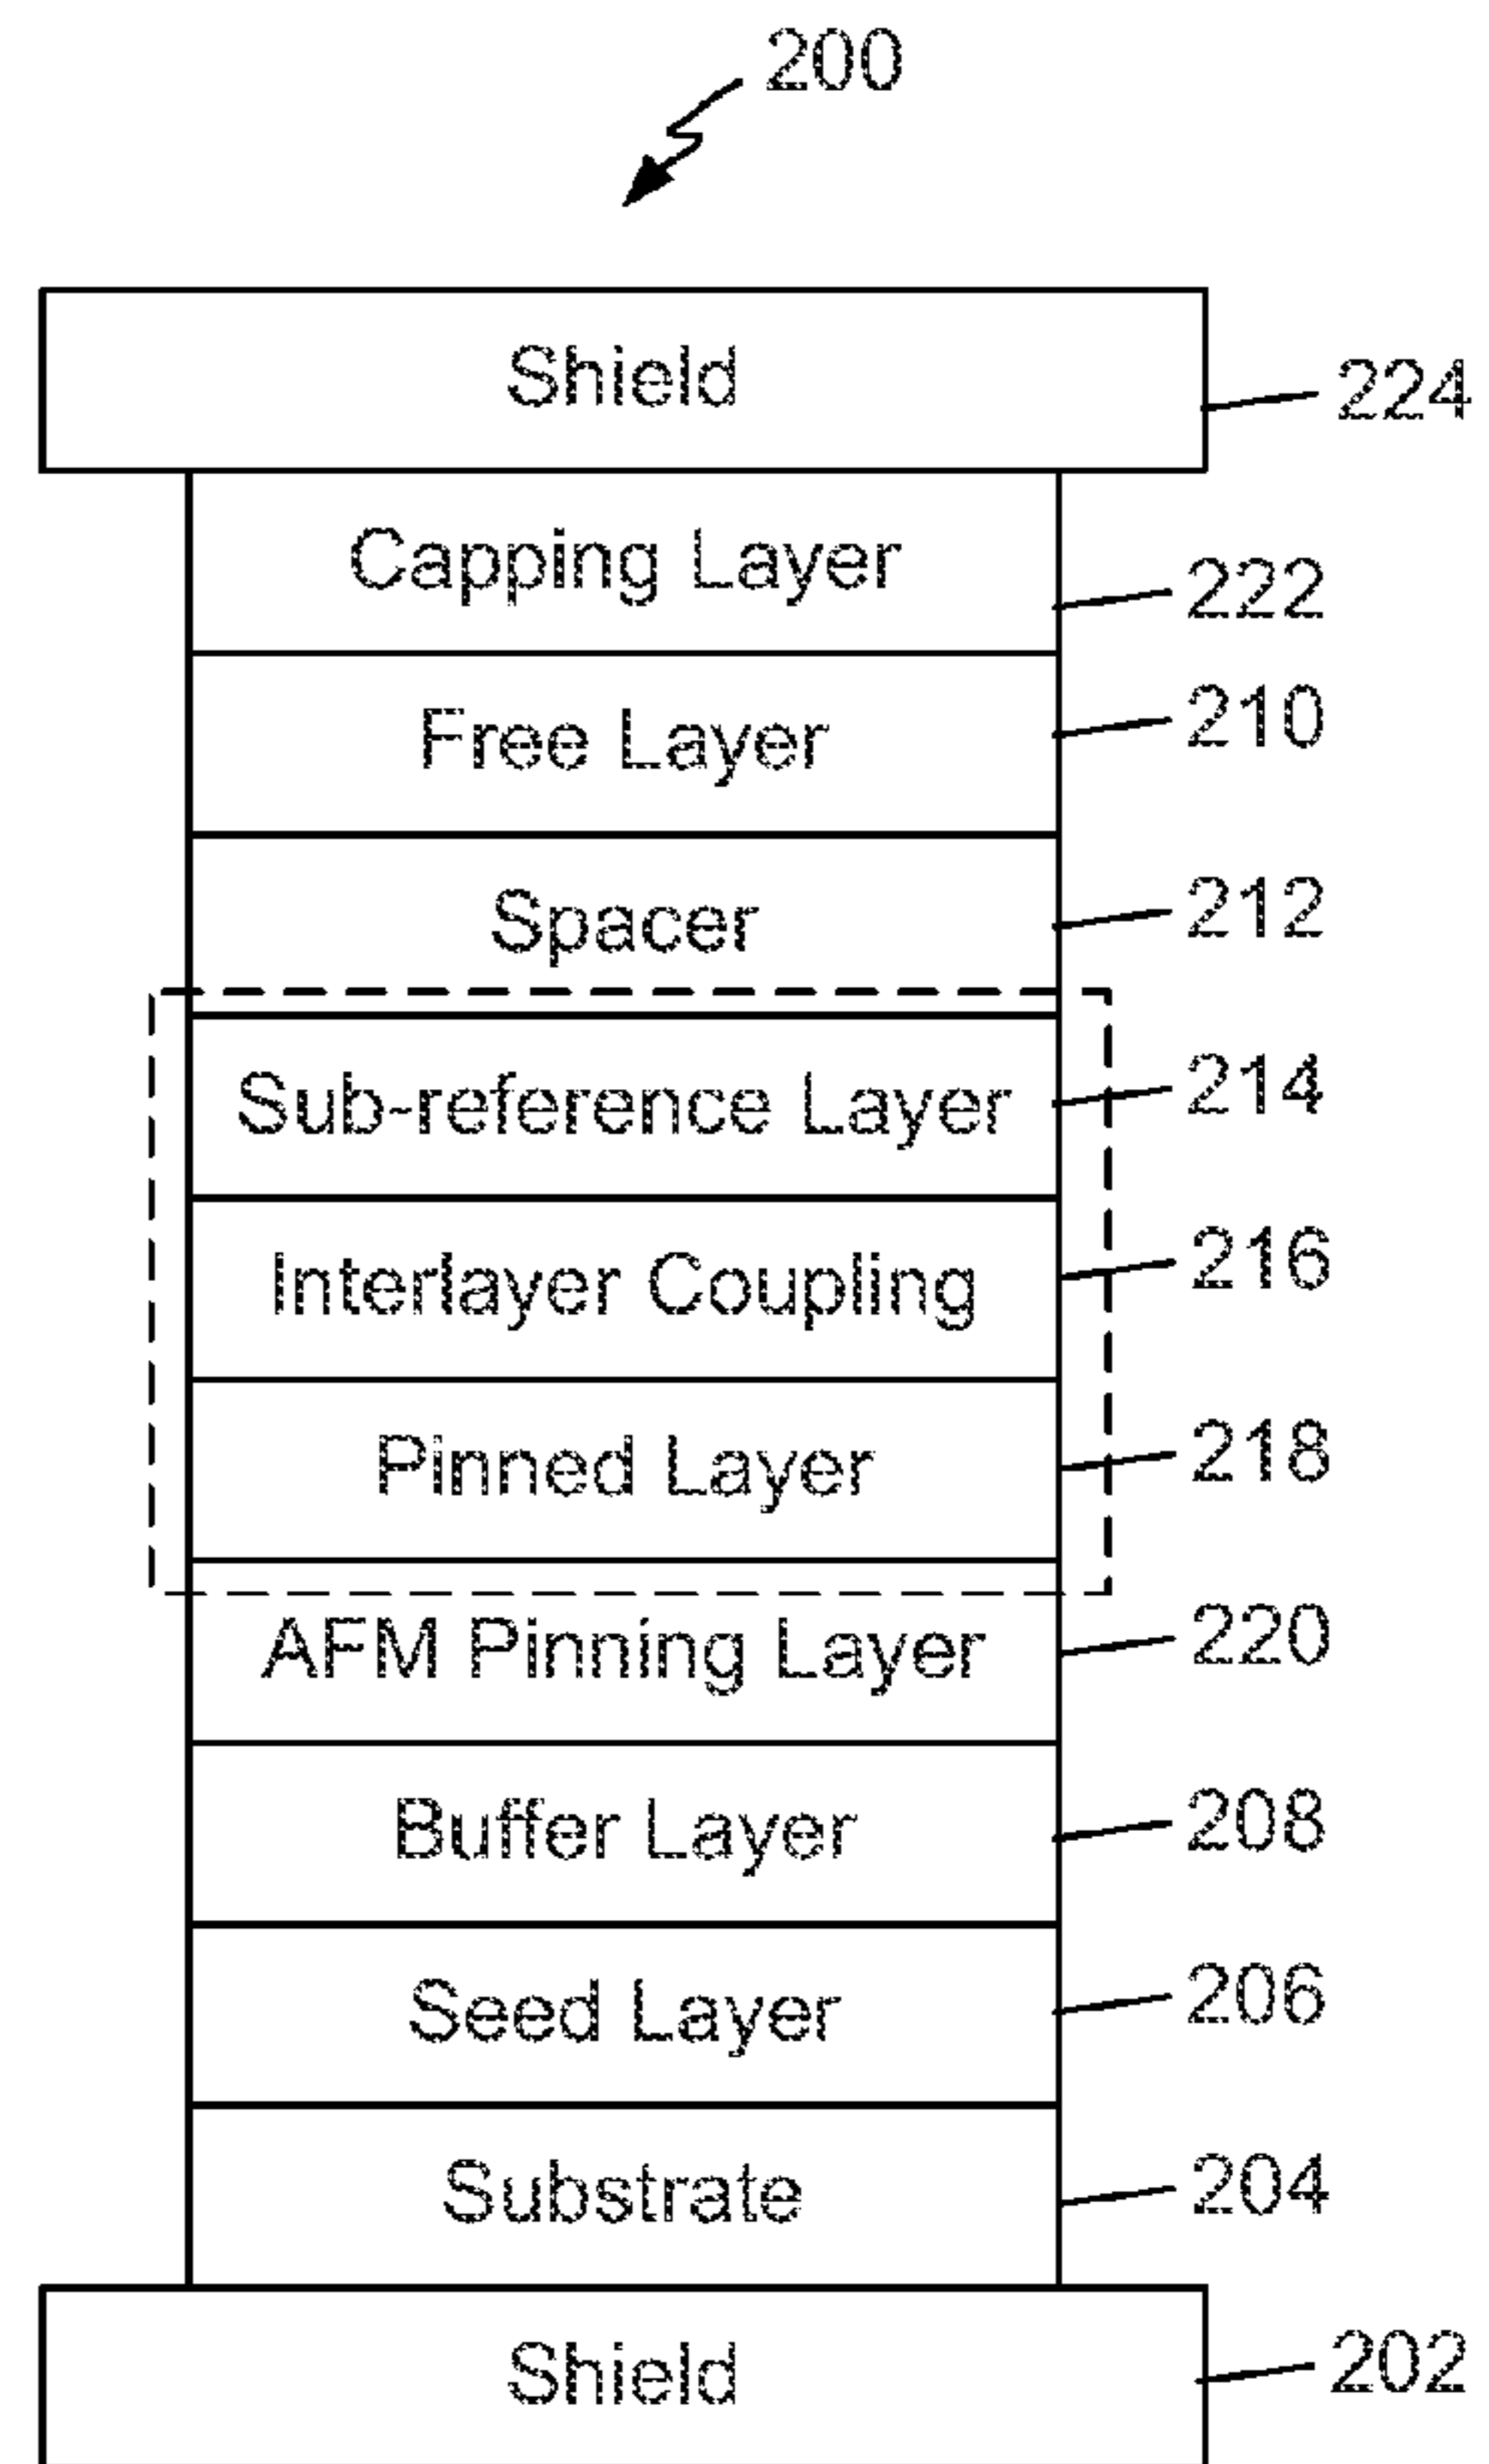 200
Shield 224
Capping Layer 222
Free Layer 210
Spacer 212
Sub-reference Layer 214
Interlayer Coupling 216
Pinned Layer 218
AFM Pinning Layer 220
Buffer Layer 208
Seed Layer 206
Substrate 204
Shield 202